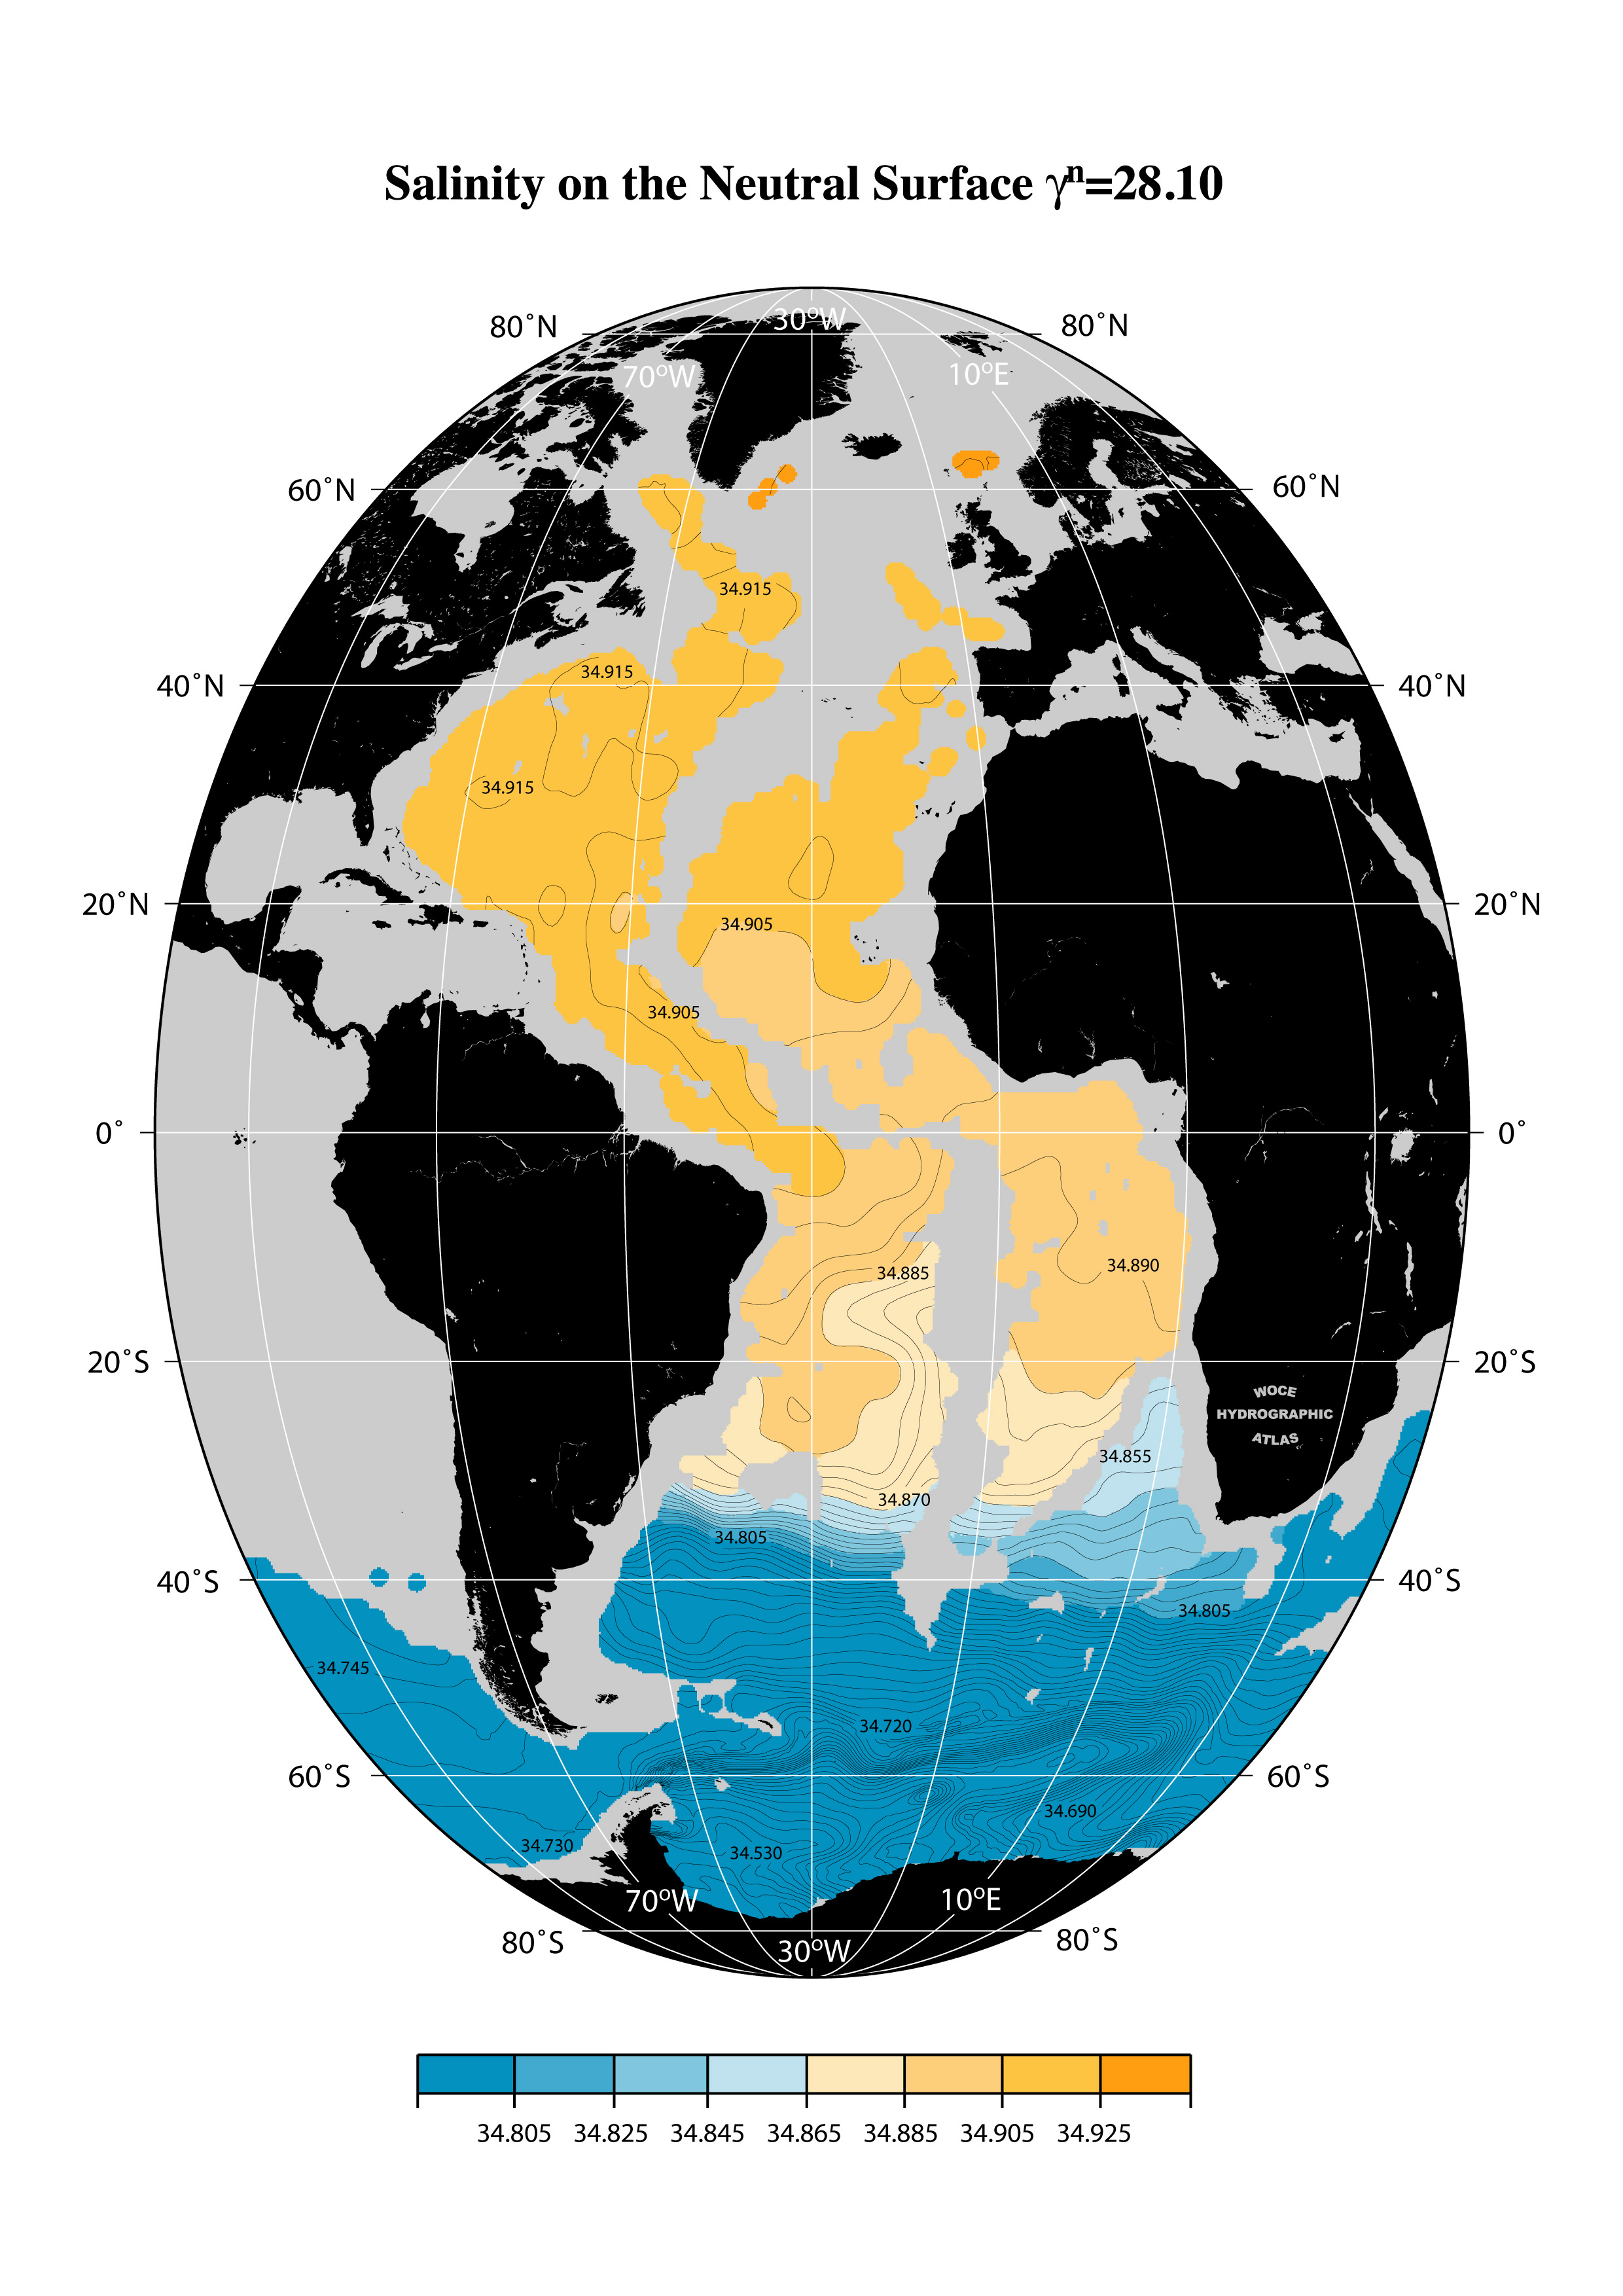 Salinity on the Neutral Surface γⁿ=28.10
30°W
80˚N
80˚N
70°W
10°E
60˚N
60˚N
34.915
34.915
40˚N
40˚N
34.915
20˚N
20˚N
34.905
34.905
0˚
0˚
34.885
34.890
20˚S
20˚S
WOCE
HYDROGRAPHIC
ATLAS
34.855
34.870
34.805
40˚S
40˚S
34.805
34.745
34.720
60˚S
60˚S
34.690
34.730
34.530
70°W
10°E
80˚S
80˚S
30°W
34.805 34.825 34.845 34.865 34.885 34.905 34.925